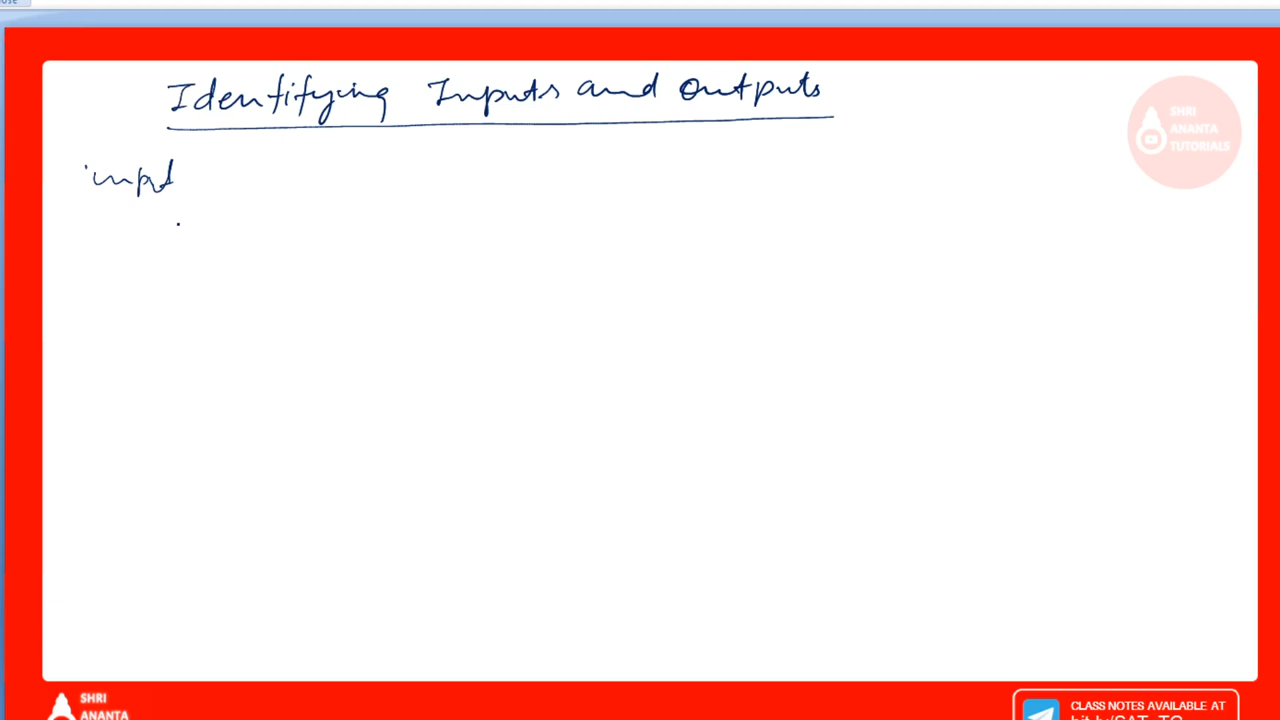 Identifying Inputs and Outputs
SHRI
ANANTA
TUTORIALS
input
SHRI
ANANTA
CLASS NOTES AVAILABLE AT